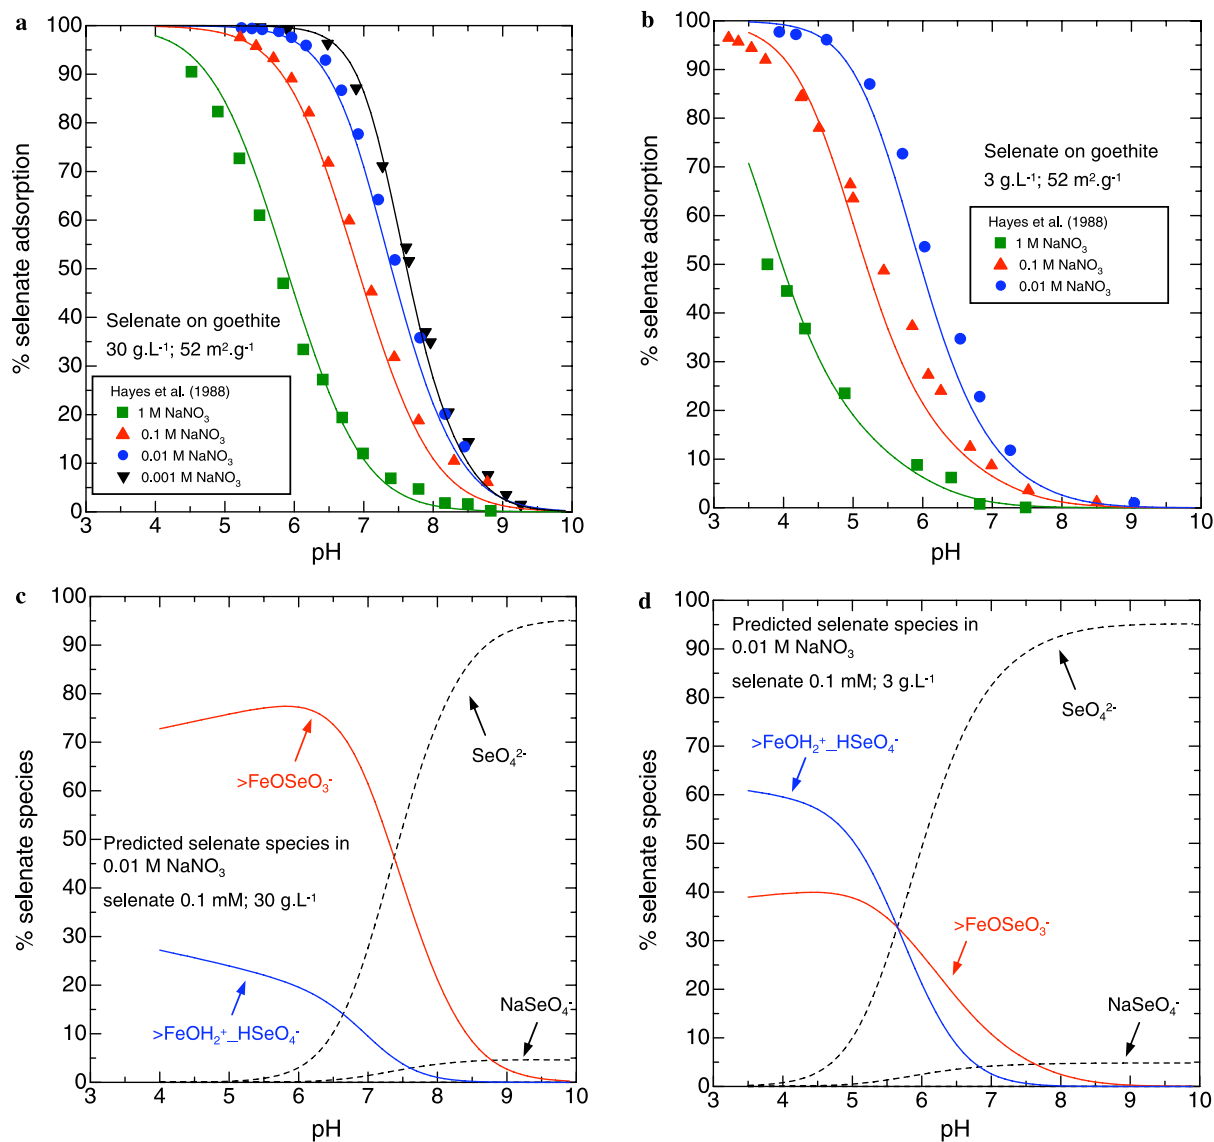 a
% selenate adsorption
100
90
80
70
60
50
40
30
20
10
0
Selenate on goethite
30 g.L-1; 52 m2.g-1
Hayes et al. (1988)
1 M NaNO3
0.1 M NaNO3
0.01 M NaNO3
0.001 M NaNO3
3 4 5 6 7 8 9 10
pH
b
% selenate adsorption
100
90
80
70
60
50
40
30
20
10
0
Selenate on goethite
3 g.L-1; 52 m2.g-1
Hayes et al. (1988)
1 M NaNO3
0.1 M NaNO3
0.01 M NaNO3
3 4 5 6 7 8 9 10
pH
c
% selenate species
100
90
80
70
60
50
40
30
20
10
0
SeO42-
>FeOSeO3-
Predicted selenate species in
0.01 M NaNO3
selenate 0.1 mM; 30 g.L-1
>FeOH2+_HSeO4-
NaSeO4-
3 4 5 6 7 8 9 10
pH
d
% selenate species
100
90
80
70
60
50
40
30
20
10
0
Predicted selenate species in
0.01 M NaNO3
selenate 0.1 mM; 3 g.L-1
SeO42-
>FeOH2+_HSeO4-
>FeOSeO3-
NaSeO4-
3 4 5 6 7 8 9 10
pH